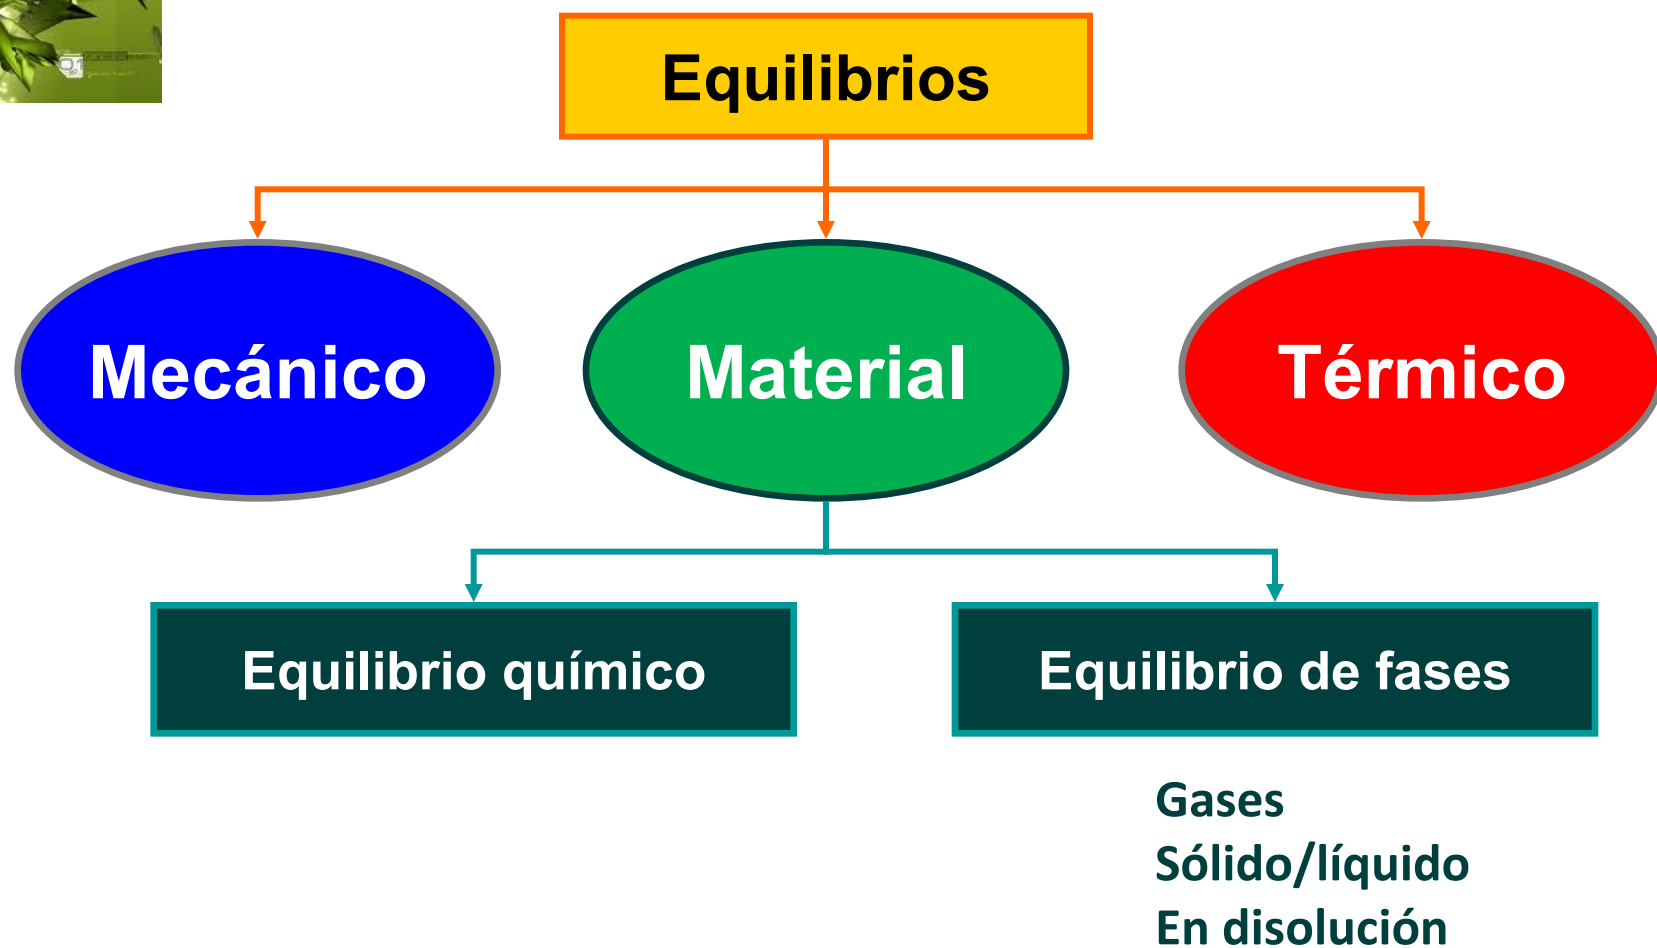 Equilibrios
Mecánico
Material
Térmico
Equilibrio químico
Equilibrio de fases
Gases
Sólido/líquido
En disolución